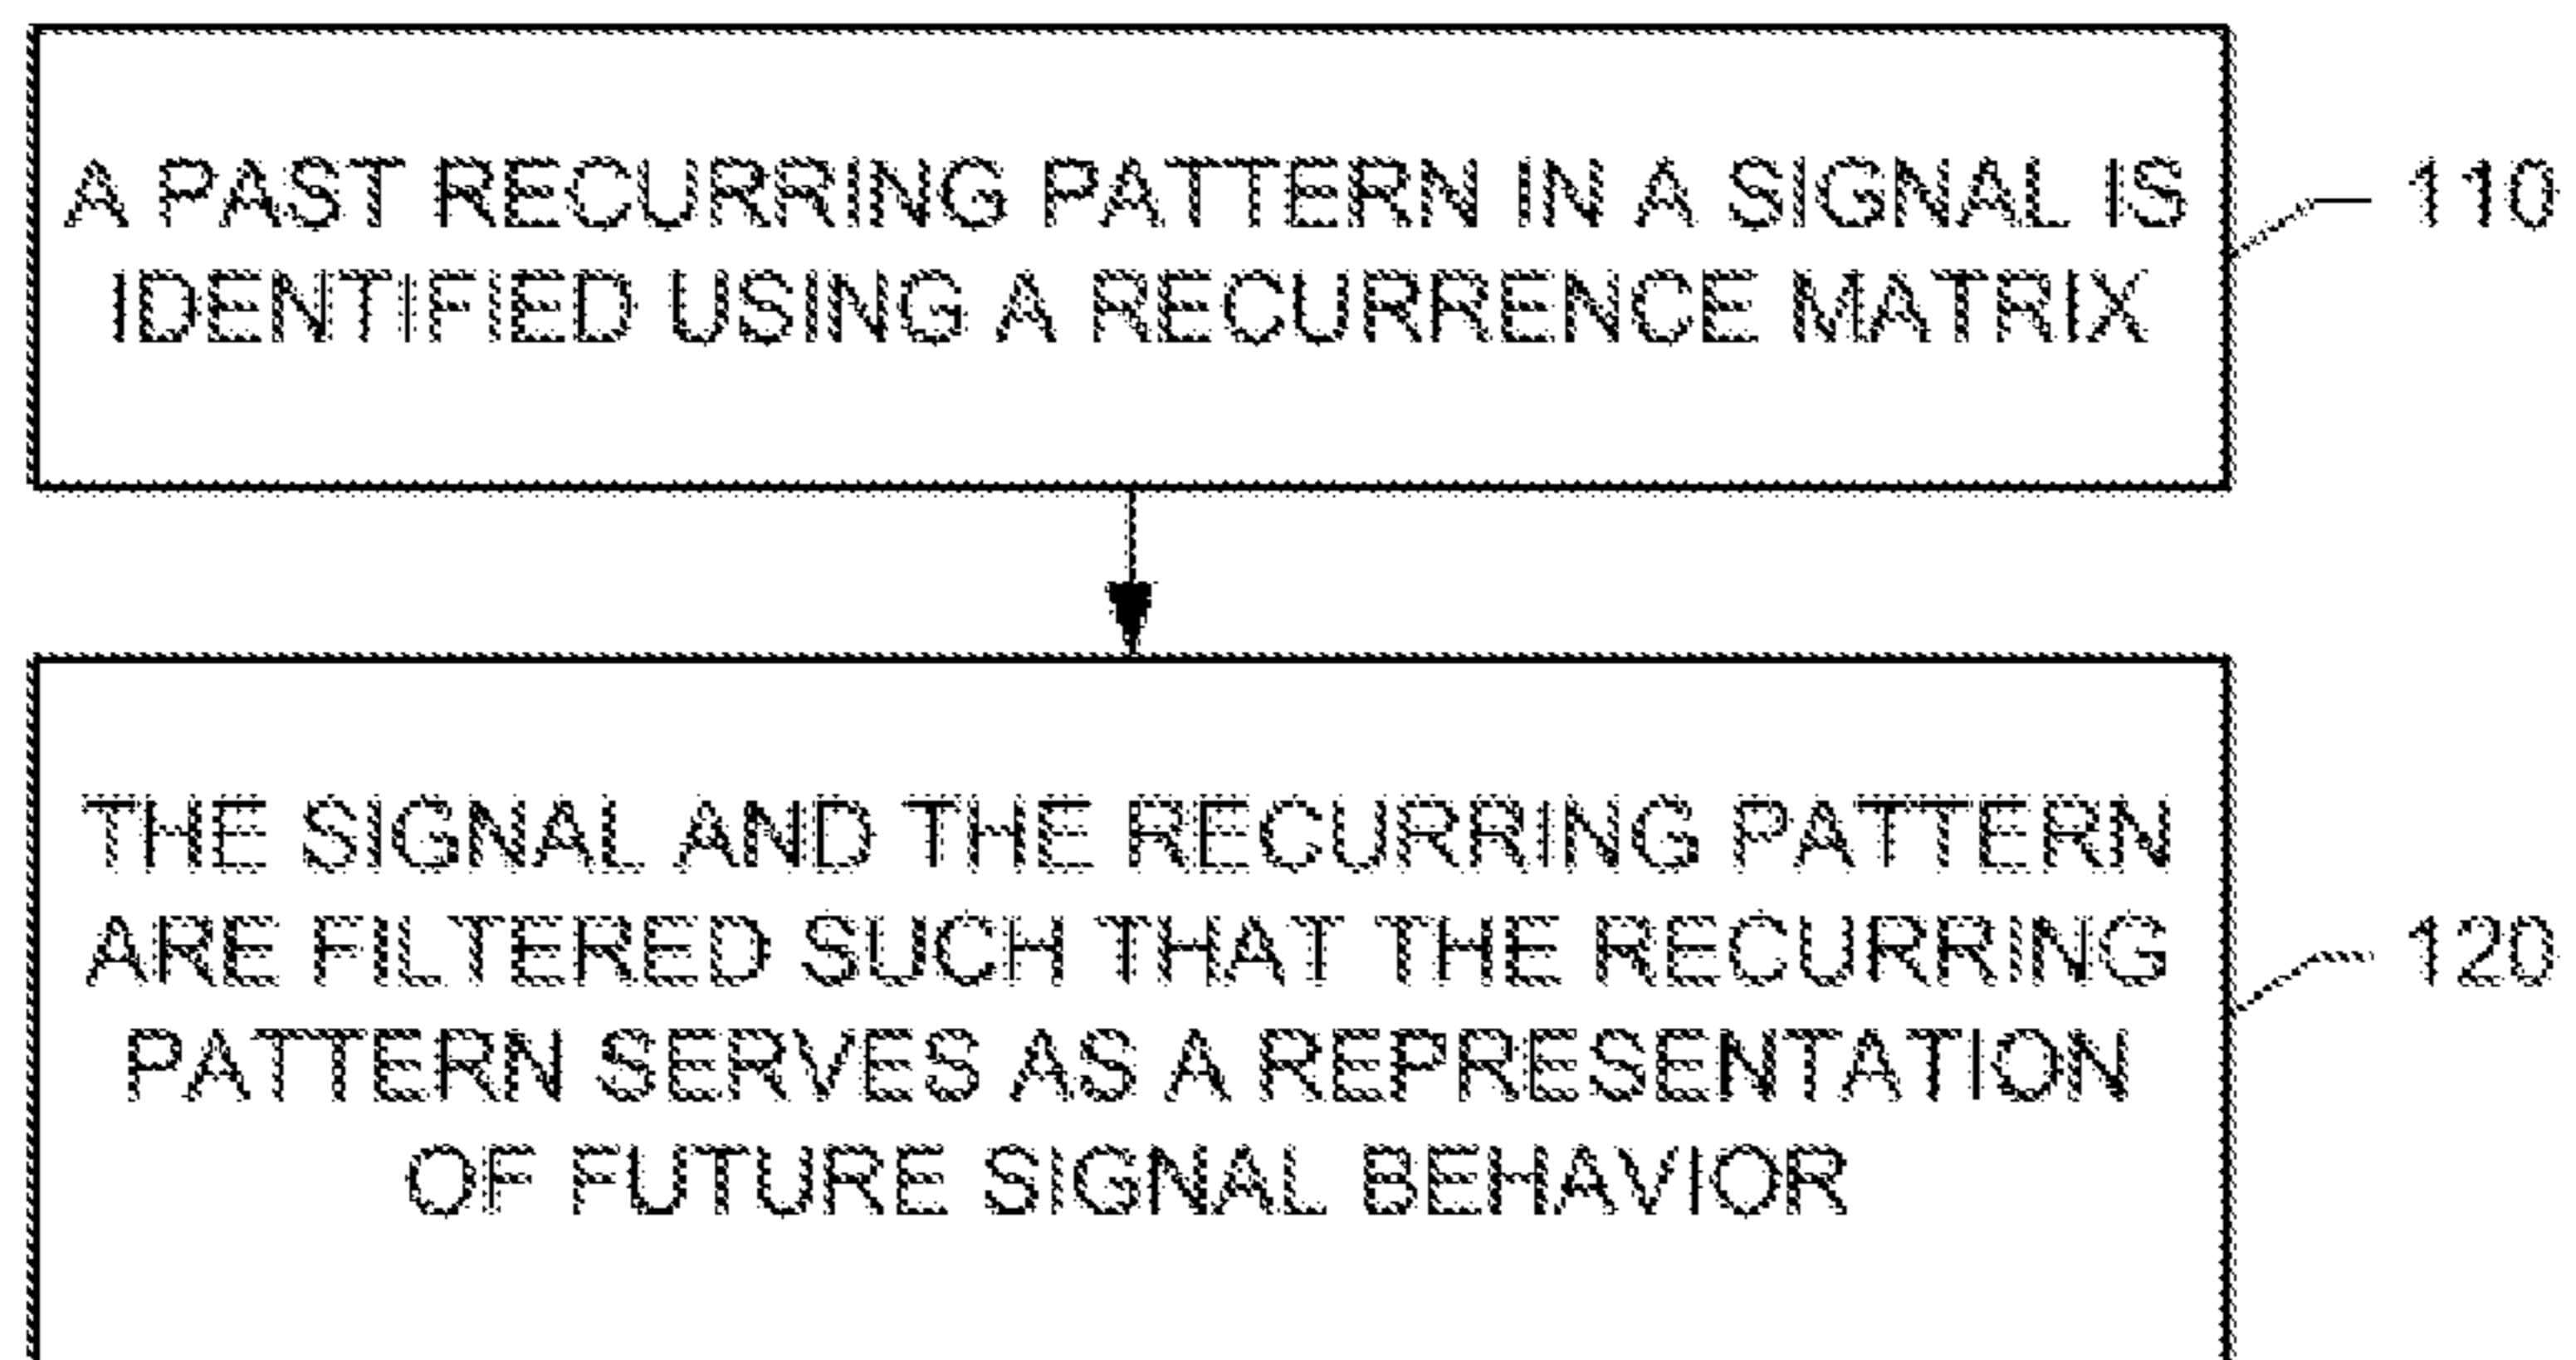 A PAST RECURRING PATTERN IN A SIGNAL IS
IDENTIFIED USING A RECURRENCE MATRIX
110
THE SIGNAL AND THE RECURRING PATTERN
ARE FILTERED SUCH THAT THE RECURRING
PATTERN SERVES AS A REPRESENTATION
OF FUTURE SIGNAL BEHAVIOR
120